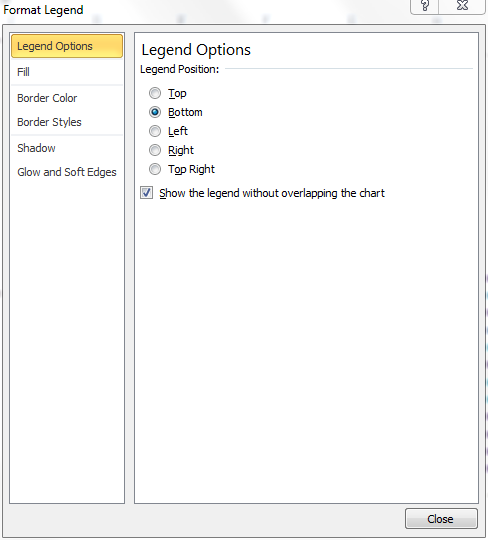 Format Legend
?
Legend Options
Fill
Border Color
Border Styles
Shadow
Glow and Soft Edges
Legend Options
Legend Position:
Top
Bottom
Left
Right
Top Right
Show the legend without overlapping the chart
Close